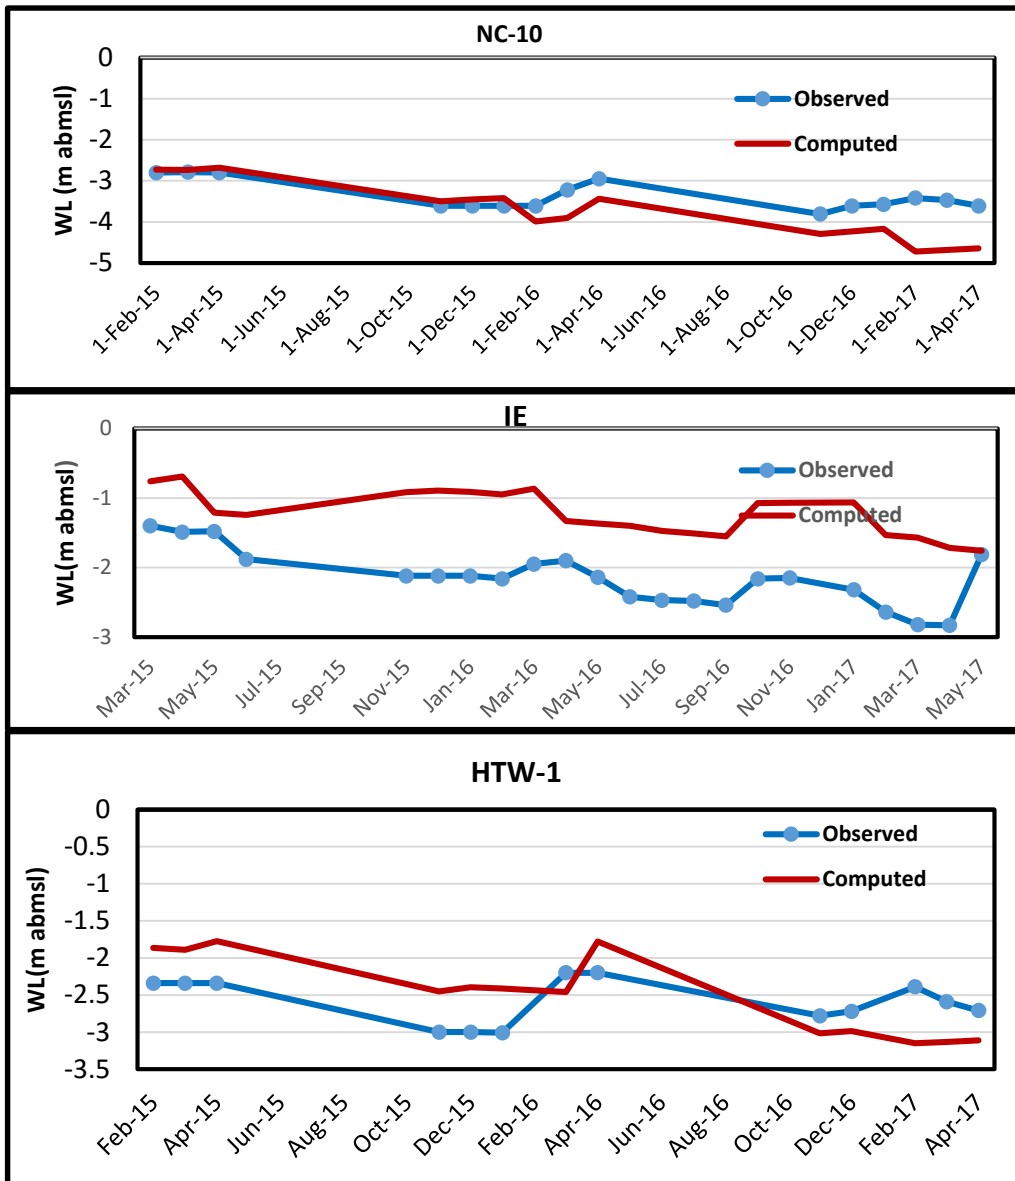 NC-10
0
-1
-2
-3
-4
-5
WL (m abmsl)
Observed
Computed
1-Feb-15
1-Apr-15
1-Jun-15
1-Aug-15
1-Oct-15
1-Dec-15
1-Feb-16
1-Apr-16
1-Jun-16
1-Aug-16
1-Oct-16
1-Dec-16
1-Feb-17
1-Apr-17
IE
0
-1
-2
-3
WL(m abmsl)
Observed
Computed
Mar-15
May-15
Jul-15
Sep-15
Nov-15
Jan-16
Mar-16
May-16
Jul-16
Sep-16
Nov-16
Jan-17
Mar-17
May-17
HTW-1
0
-0.5
-1
-1.5
-2
-2.5
-3
-3.5
WL(m abmsl)
Observed
Computed
Feb-15
Apr-15
Jun-15
Aug-15
Oct-15
Dec-15
Feb-16
Apr-16
Jun-16
Aug-16
Oct-16
Dec-16
Feb-17
Apr-17